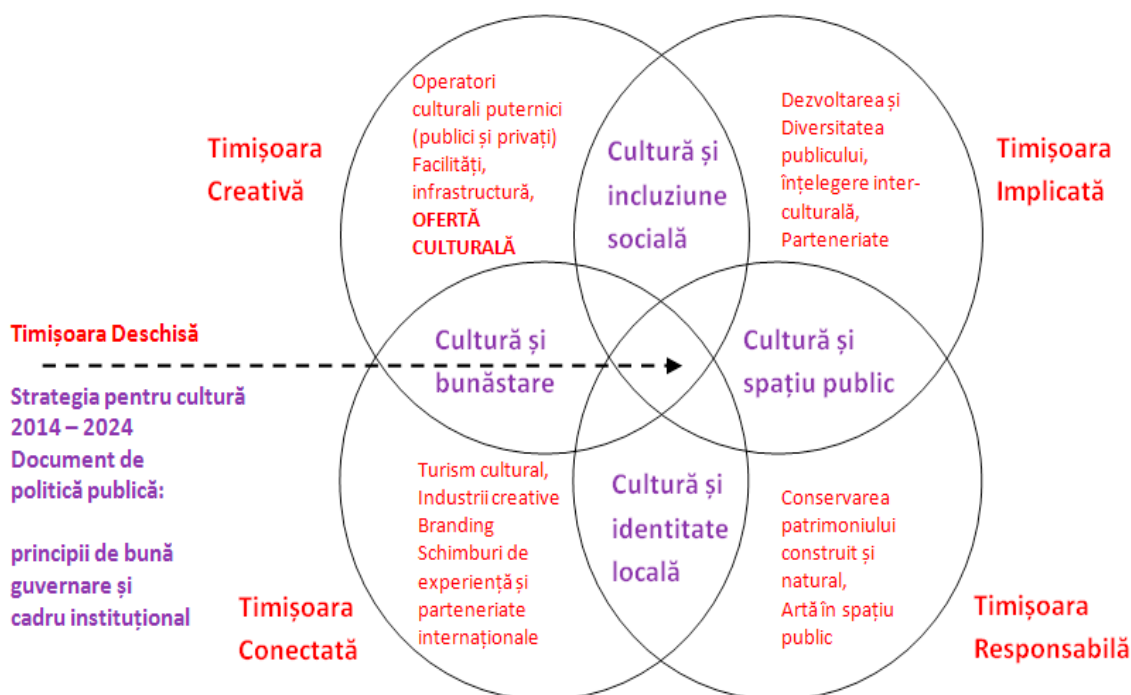 Operatori
culturali puternici
(publici și privați)
Facilități,
infrastructură,
OFERTĂ
CULTURALĂ
Timișoara
Creativă
Cultură și
incluziune
socială
Dezvoltarea și
Diversitatea
publicului,
înțelegere inter-
culturală,
Parteneriate
Timișoara
Implicată
Timișoara Deschisă
Cultură și
bunăstare
Cultură și
spațiu public
Strategia pentru cultură
2014 – 2024
Document de
politică publică:
principii de bună
guvernare și
cadru instituțional
Turism cultural,
Industrii creative
Branding
Schimburi de
experiență și
parteneriate
internaționale
Timișoara
Conectată
Cultură și
identitate
locală
Conservarea
patrimoniului
construit și
natural,
Artă în spațiu
public
Timișoara
Responsabilă